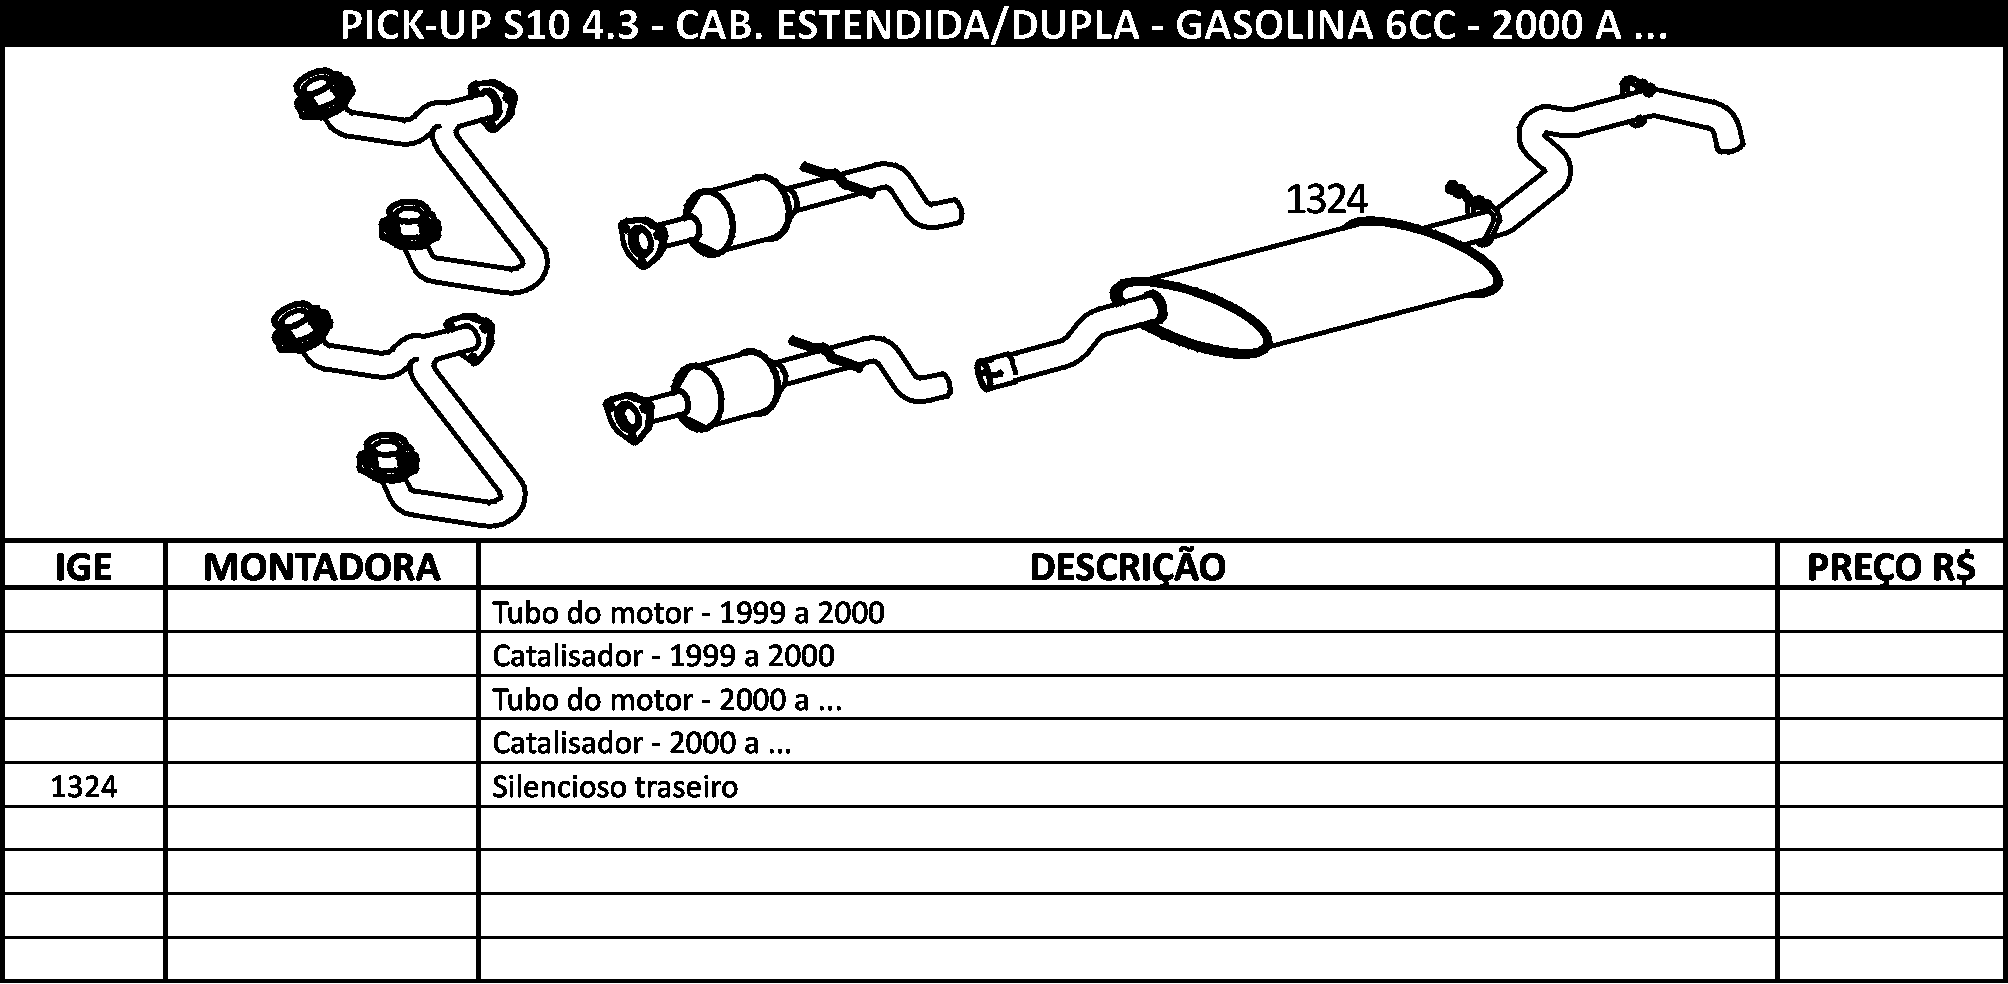 PICK-UP S10 4.3 - CAB. ESTENDIDA/DUPLA - GASOLINA 6CC - 2000 A ...
1324
IGE MONTADORA DESCRIÇÃO PREÇO R$
Tubo do motor - 1999 a 2000
Catalisador - 1999 a 2000
Tubo do motor - 2000 a ...
Catalisador - 2000 a ...
1324 Silencioso traseiro